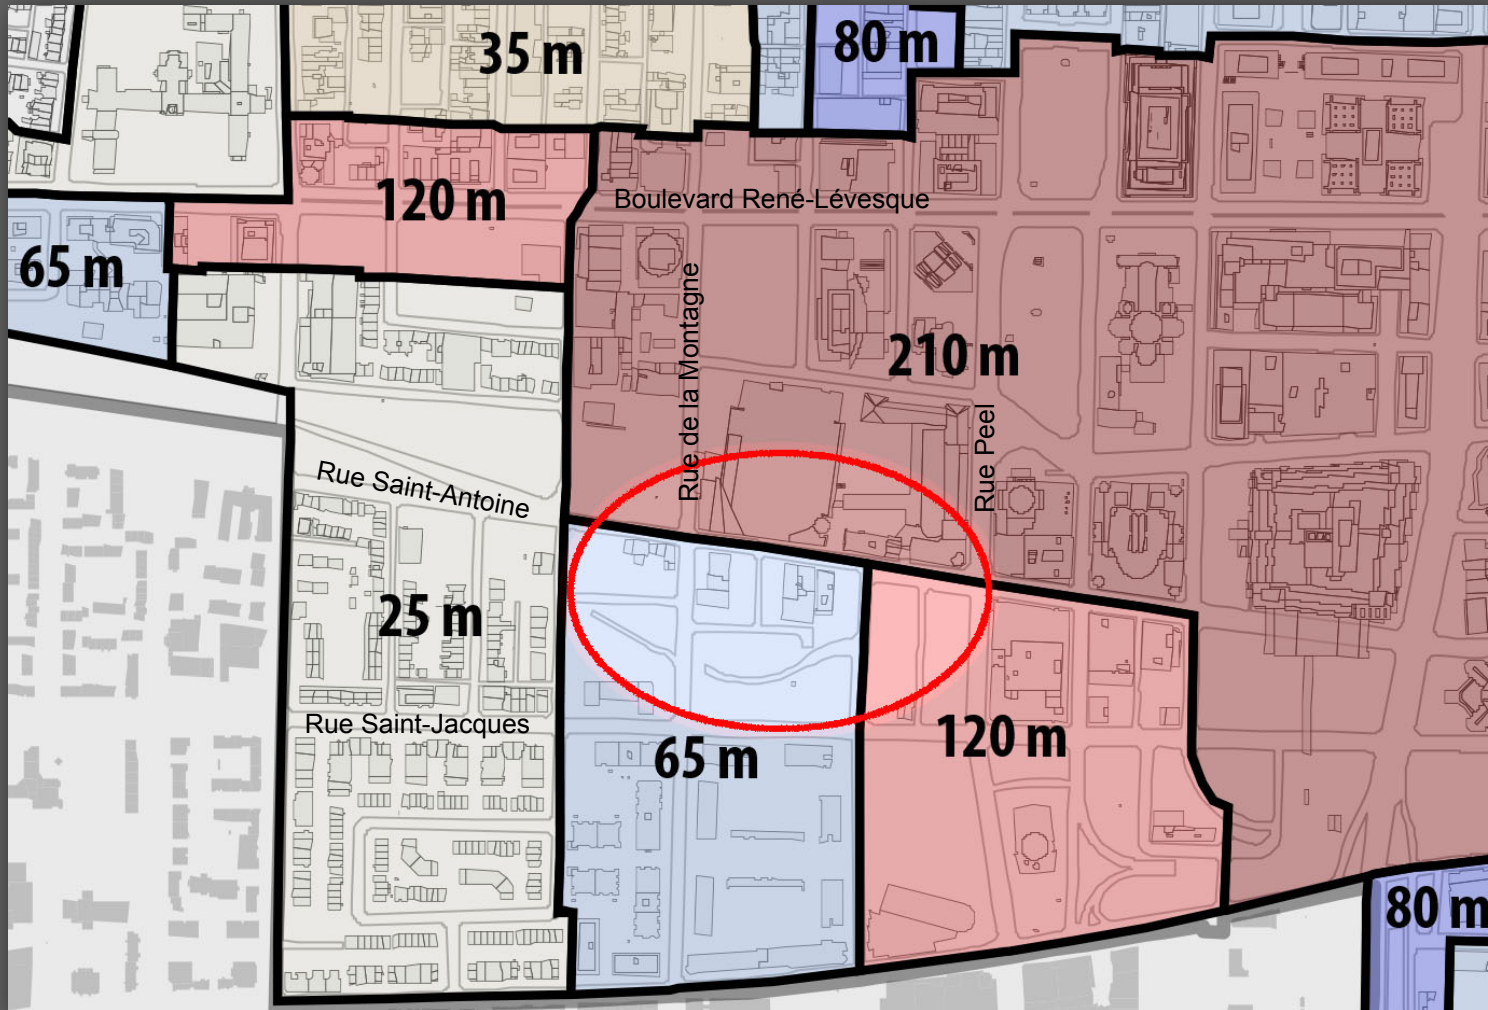 35 m
80 m
120 m
Boulevard René-Lévesque
65 m
Rue de la Montagne
210 m
Rue Peel
Rue Saint-Antoine
25 m
Rue Saint-Jacques
65 m
120 m
80 m